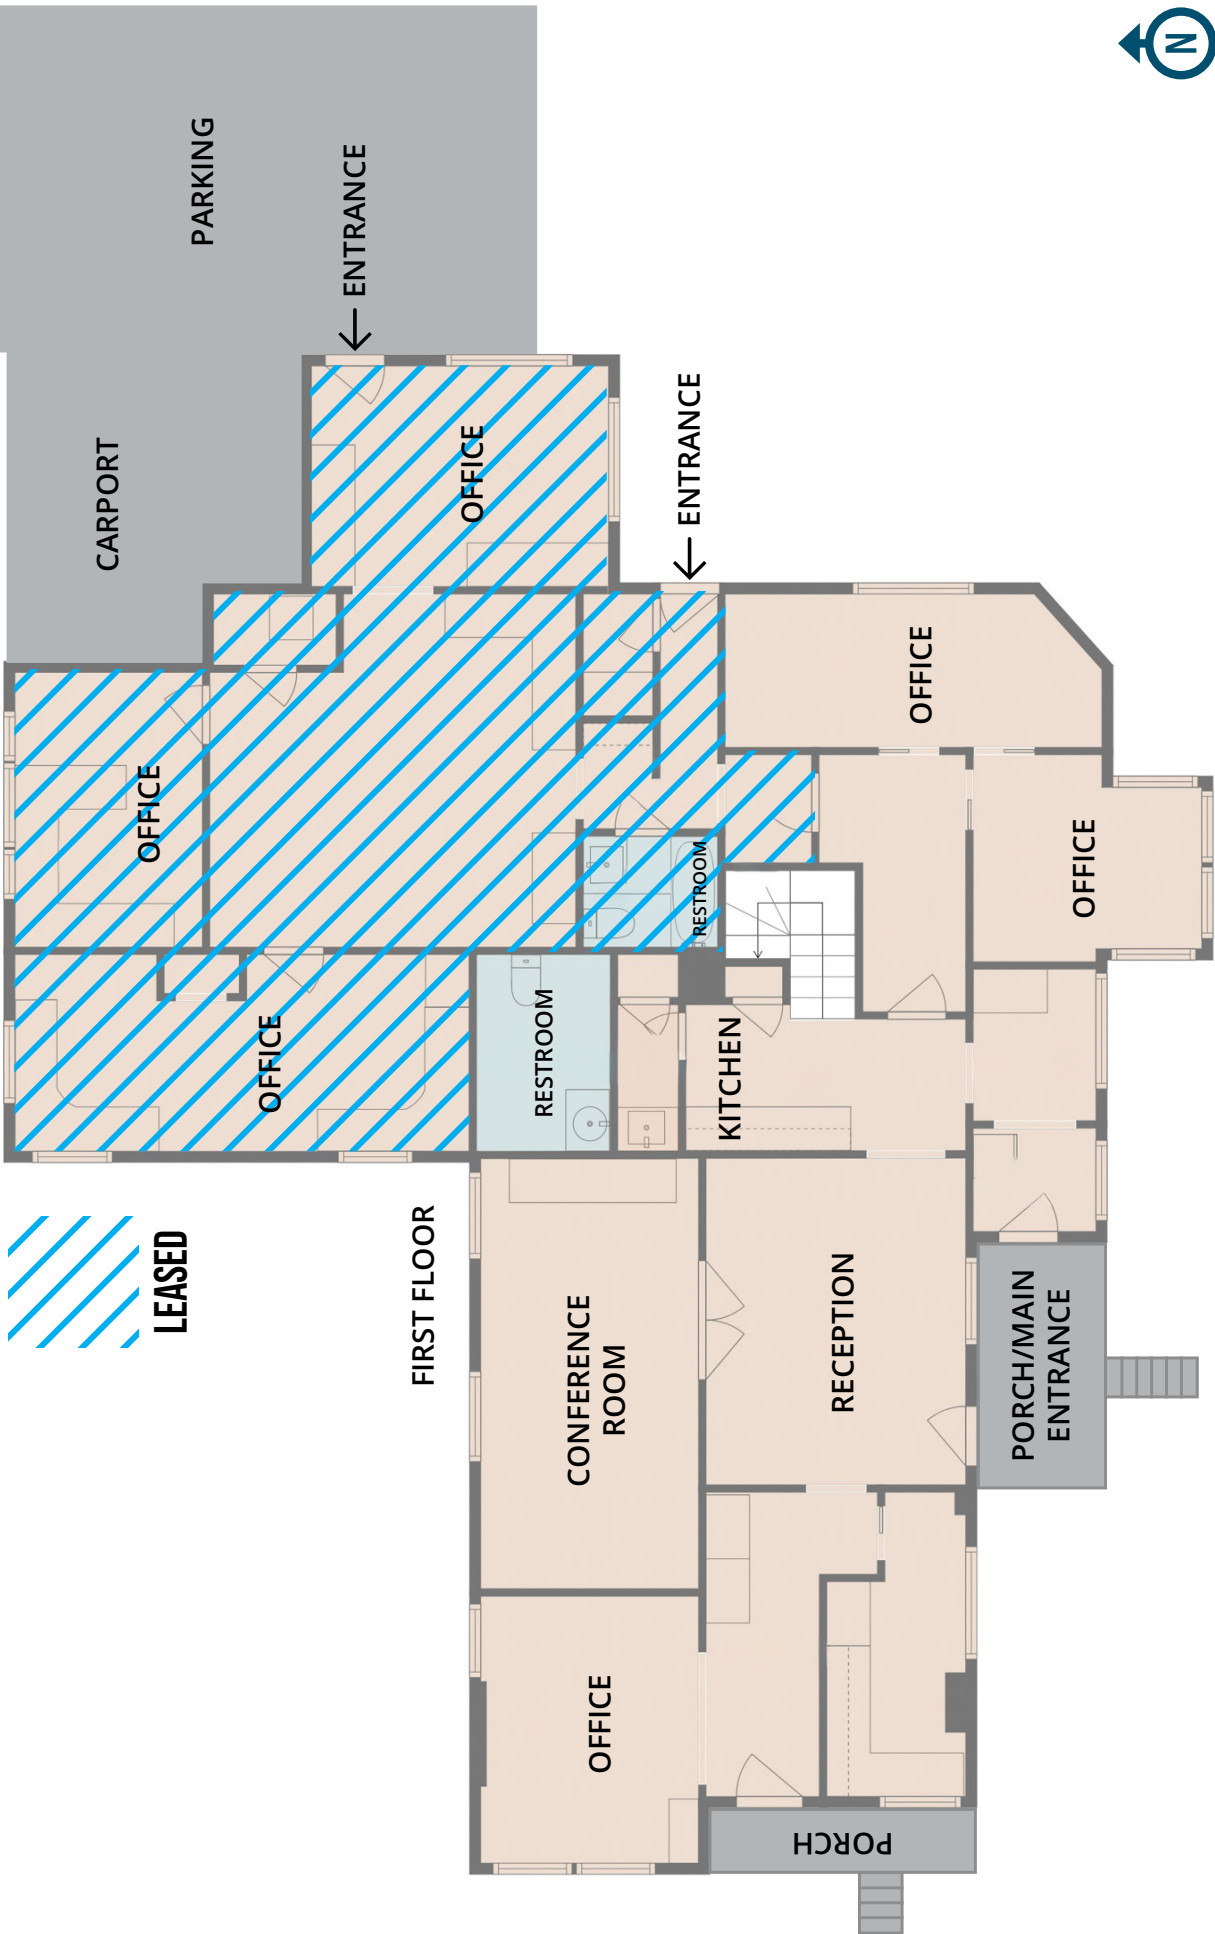 N
PARKING
ENTRANCE
CARPORT
OFFICE
ENTRANCE
OFFICE
OFFICE
RESTROOM
OFFICE
OFFICE
RESTROOM
KITCHEN
LEASED
FIRST FLOOR
CONFERENCE
ROOM
RECEPTION
PORCH/MAIN
ENTRANCE
OFFICE
PORCH